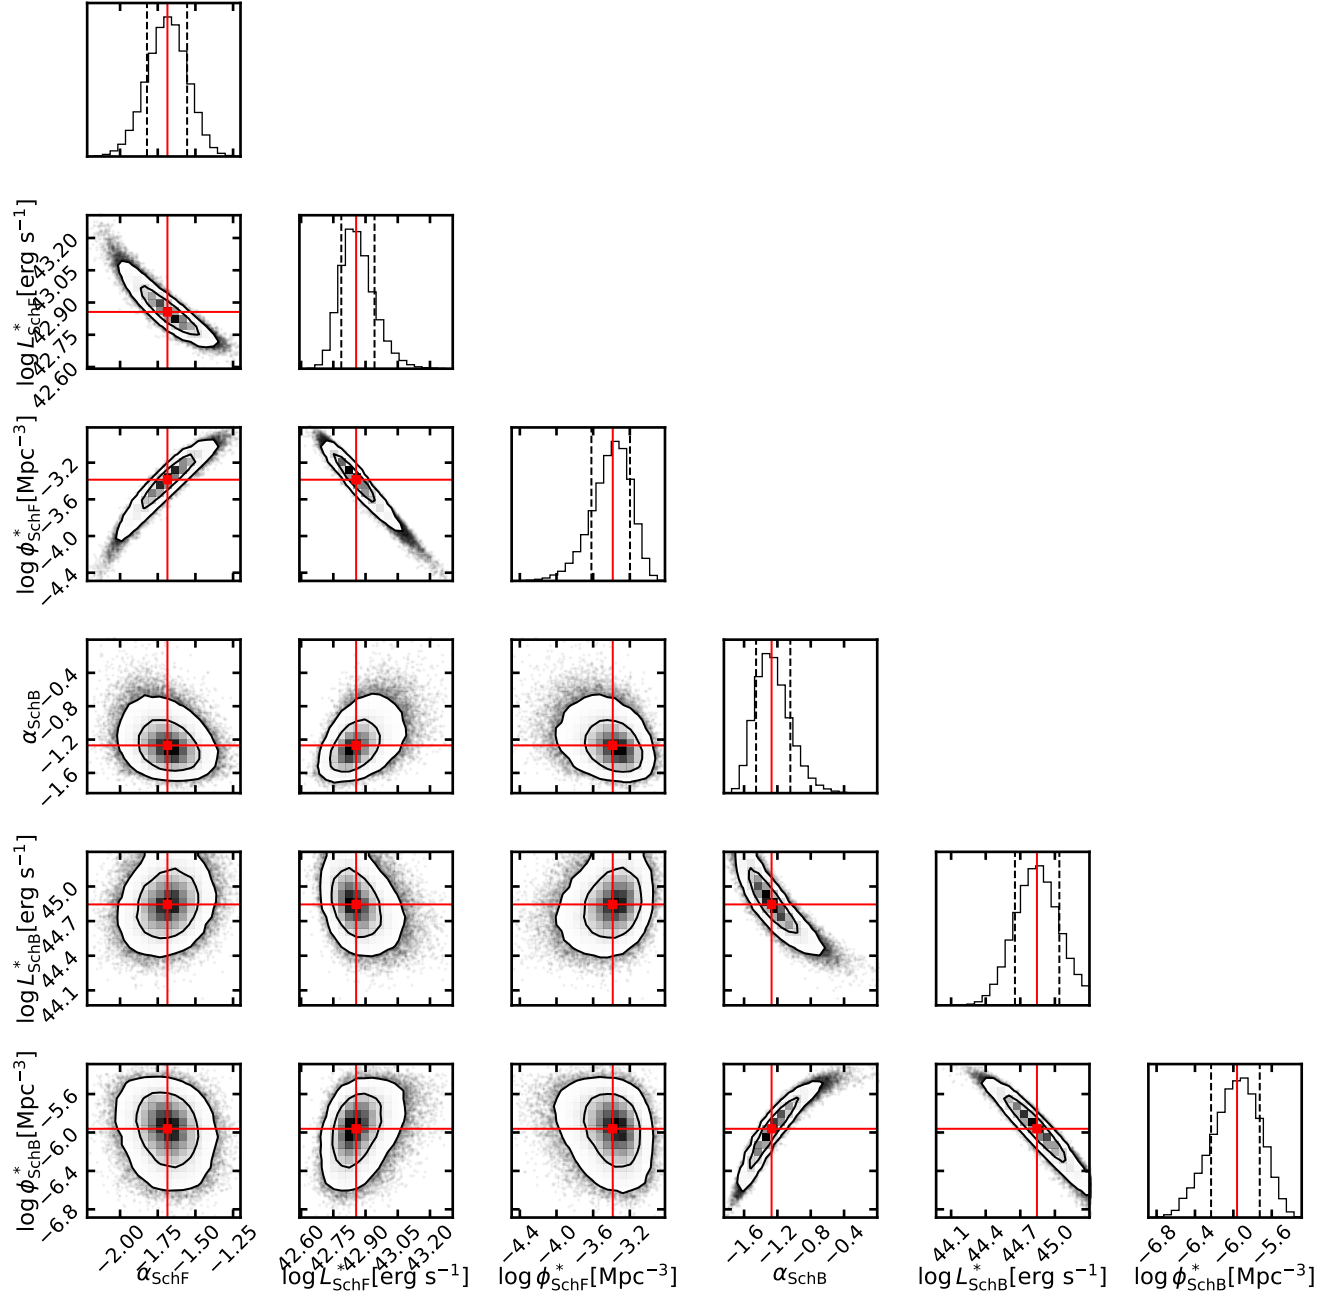 log L*SchF[erg s−1]
43.20
43.05
42.90
42.75
42.60
log ϕ*SchF[Mpc−3]
−3.2
−3.6
−4.0
−4.4
αSchB
−0.4
−0.8
−1.2
−1.6
log L*SchB[erg s−1]
45.0
44.7
44.4
44.1
log ϕ*SchB[Mpc−3]
−5.6
−6.0
−6.4
−6.8
−2.00 −1.75 −1.50 −1.25
42.60 42.75 42.90 43.05 43.20
−4.4 −4.0 −3.6 −3.2
−1.6 −1.2 −0.8 −0.4
44.1 44.4 44.7 45.0
−6.8 −6.4 −6.0 −5.6
αSchF
log L*SchF[erg s−1]
log ϕ*SchF[Mpc−3]
αSchB
log L*SchB[erg s−1]
log ϕ*SchB[Mpc−3]